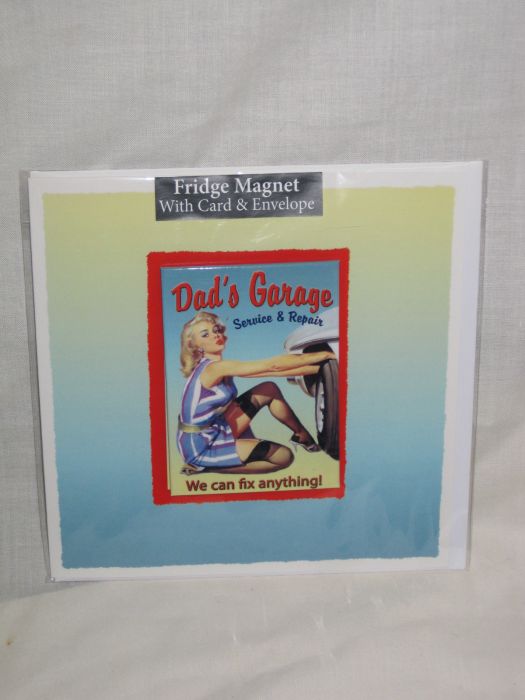 Fridge Magnet
With Card & Envelope
Dad's Garage
Service & Repair
We can fix anything!